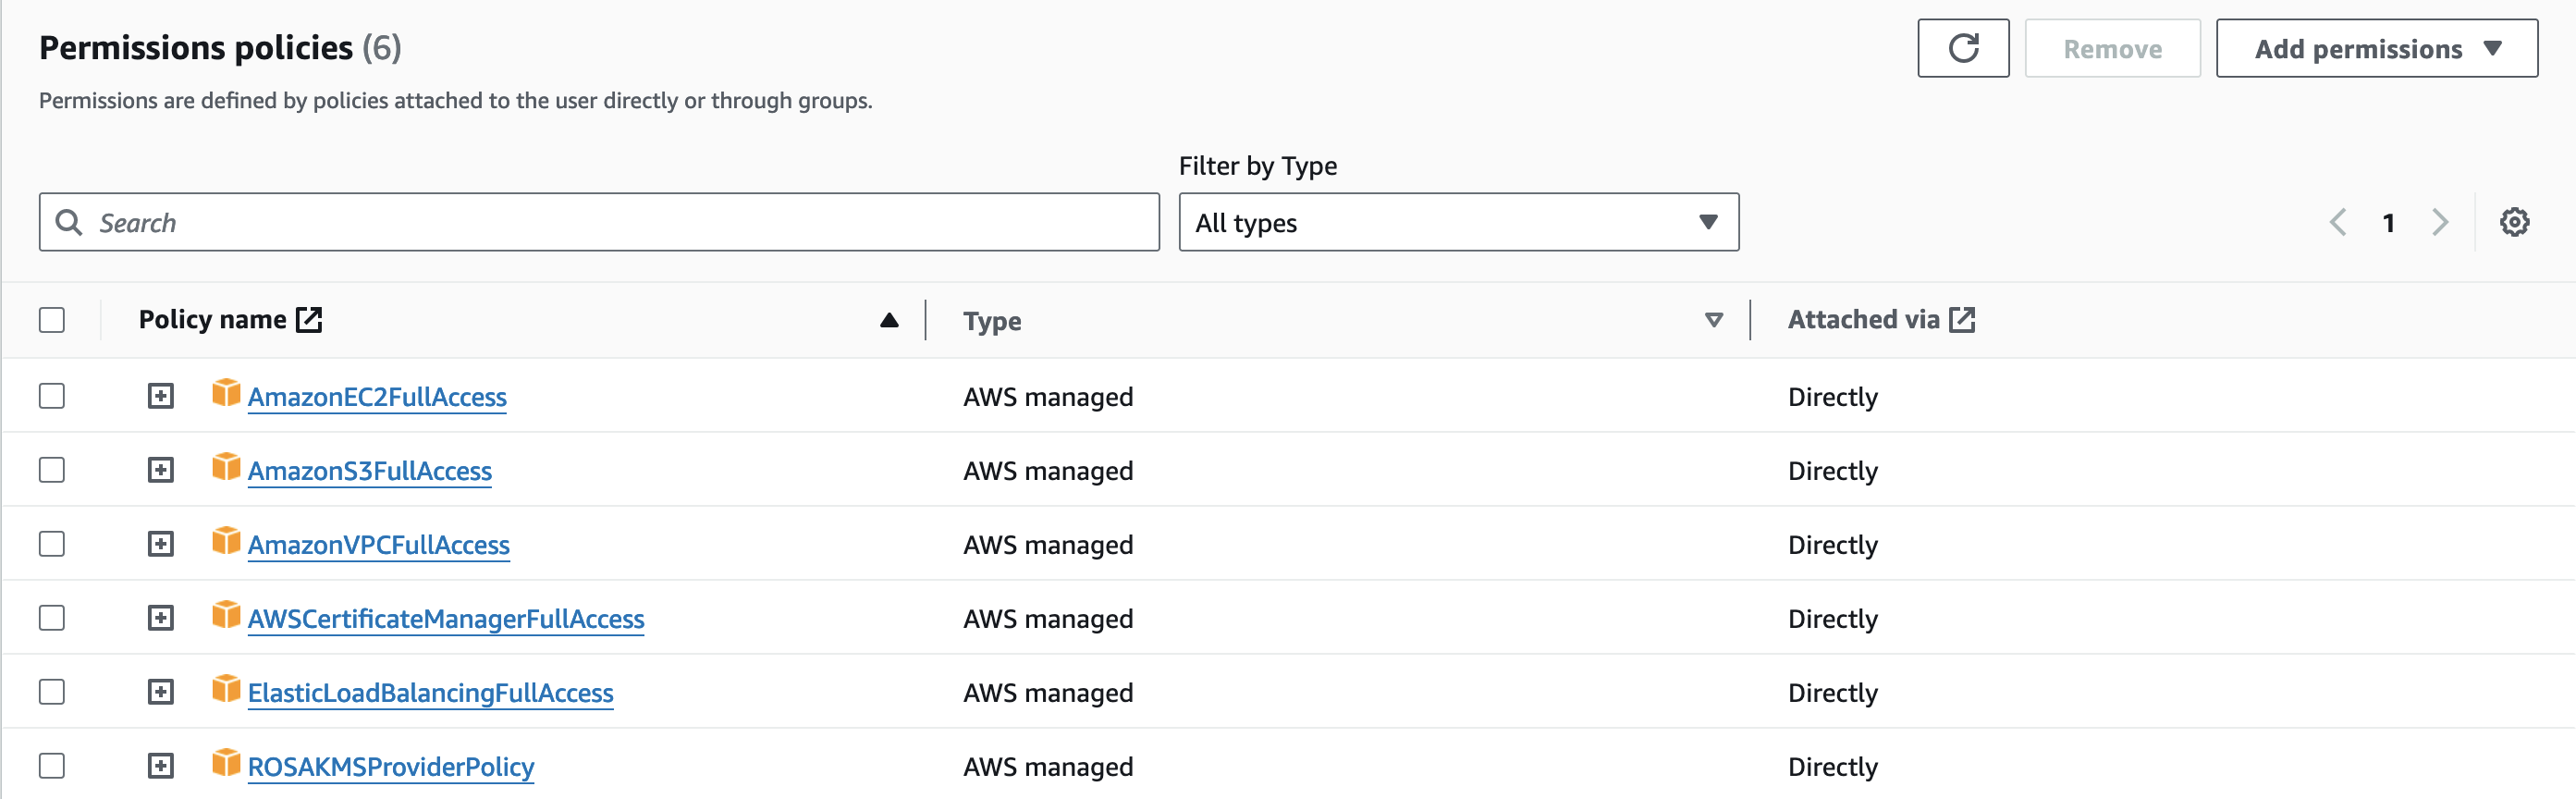 Permissions policies (6)
Remove
Add permissions
Permissions are defined by policies attached to the user directly or through groups.
Filter by Type
Search
All types
1
Policy name
Type
Attached via
AmazonEC2FullAccess
AWS managed
Directly
AmazonS3FullAccess
AWS managed
Directly
AmazonVPCFullAccess
AWS managed
Directly
AWSCertificateManagerFullAccess
AWS managed
Directly
ElasticLoadBalancingFullAccess
AWS managed
Directly
ROSAKMSProviderPolicy
AWS managed
Directly